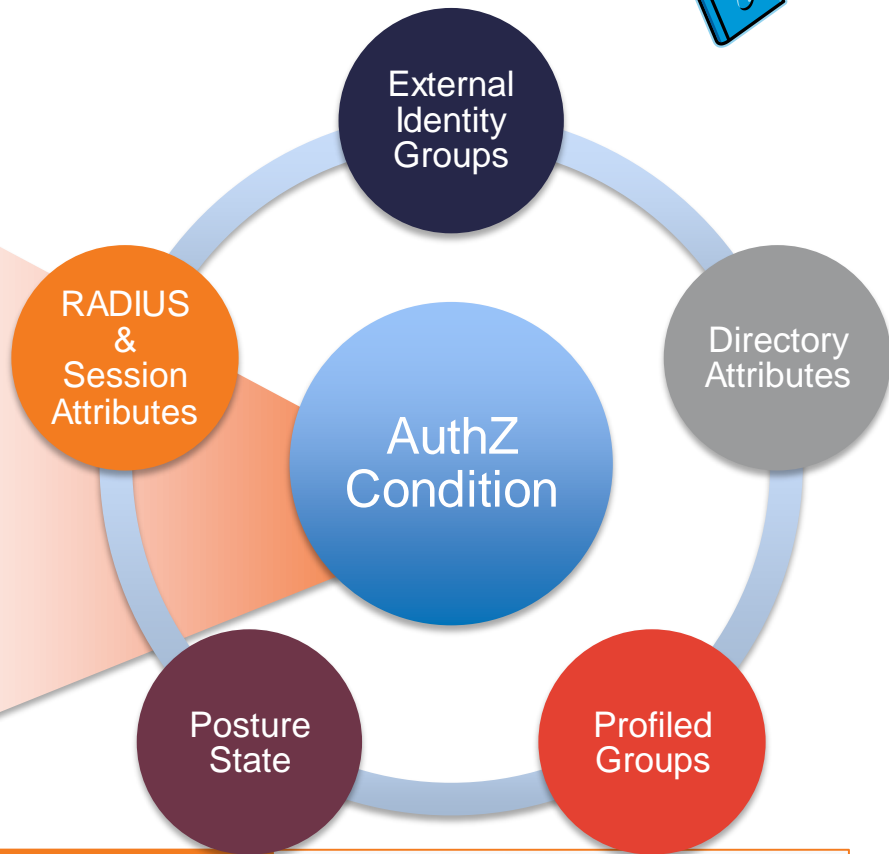 External
Identity
Groups
RADIUS
&
Session
Attributes
Directory
Attributes
AuthZ
Condition
Posture
State
Profiled
Groups